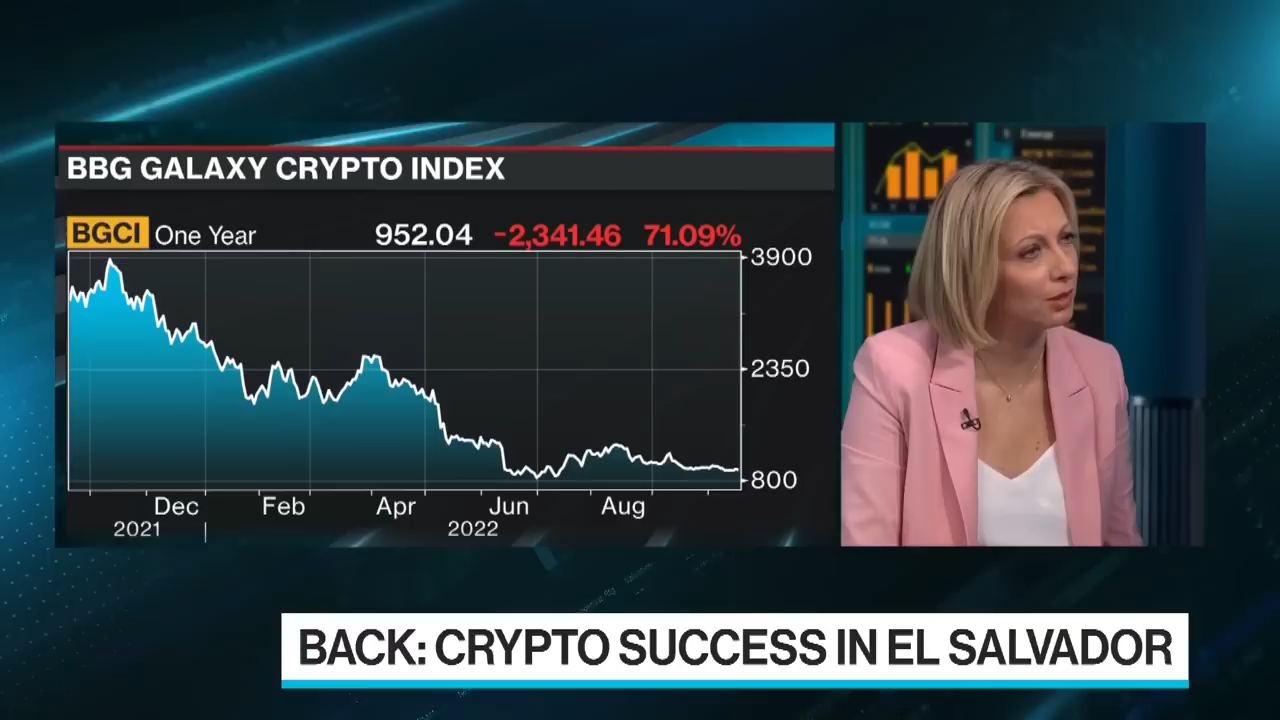 BBG GALAXY CRYPTO INDEX
BGCI One Year 952.04 -2,341.46 71.09%
3900
2350
800
Dec Feb Apr Jun Aug
2021 2022
BACK: CRYPTO SUCCESS IN EL SALVADOR